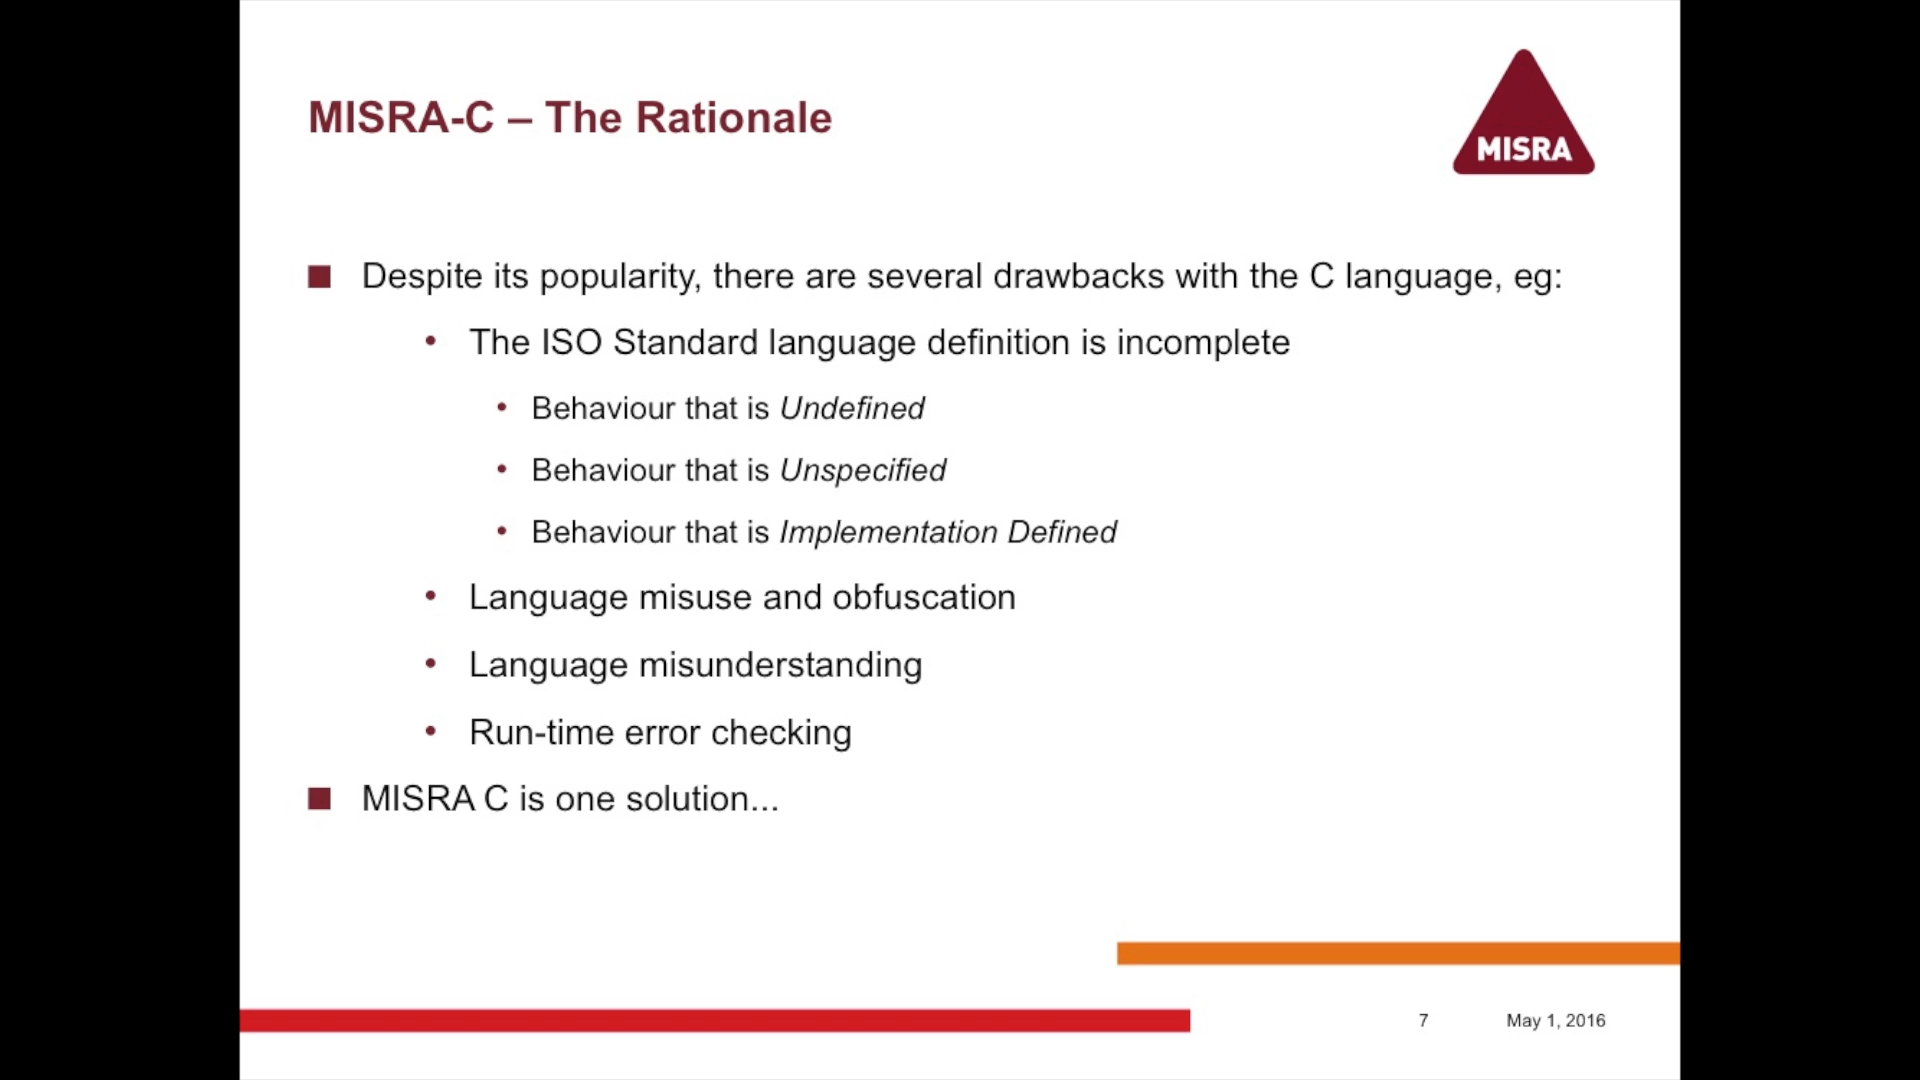 MISRA-C – The Rationale
MISRA
Despite its popularity, there are several drawbacks with the C language, eg:
The ISO Standard language definition is incomplete
Behaviour that is Undefined
Behaviour that is Unspecified
Behaviour that is Implementation Defined
Language misuse and obfuscation
Language misunderstanding
Run-time error checking
MISRA C is one solution...
7 May 1, 2016